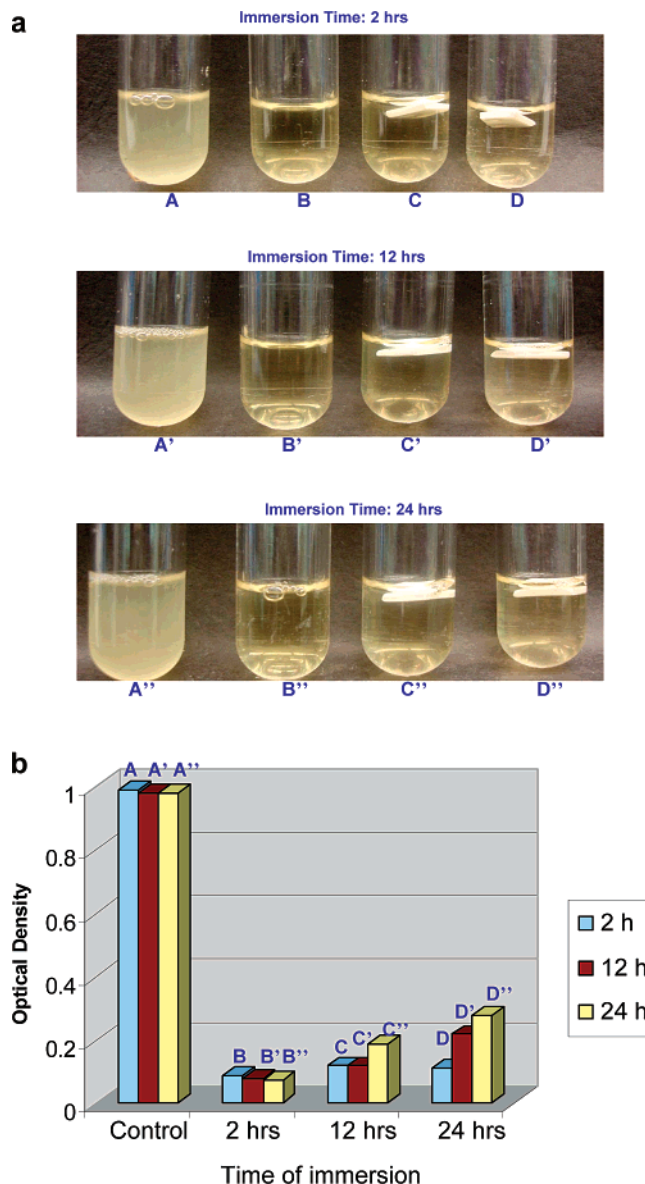 a
Immersion Time: 2 hrs
A B C D
Immersion Time: 12 hrs
A' B' C' D'
Immersion Time: 24 hrs
A'' B'' C'' D''
b
A A' A''
1
0.8
0.6
0.4
0.2
0
Optical Density
B B' B''
C C' C''
D D' D''
2 h
12 h
24 h
Control 2 hrs 12 hrs 24 hrs
Time of immersion